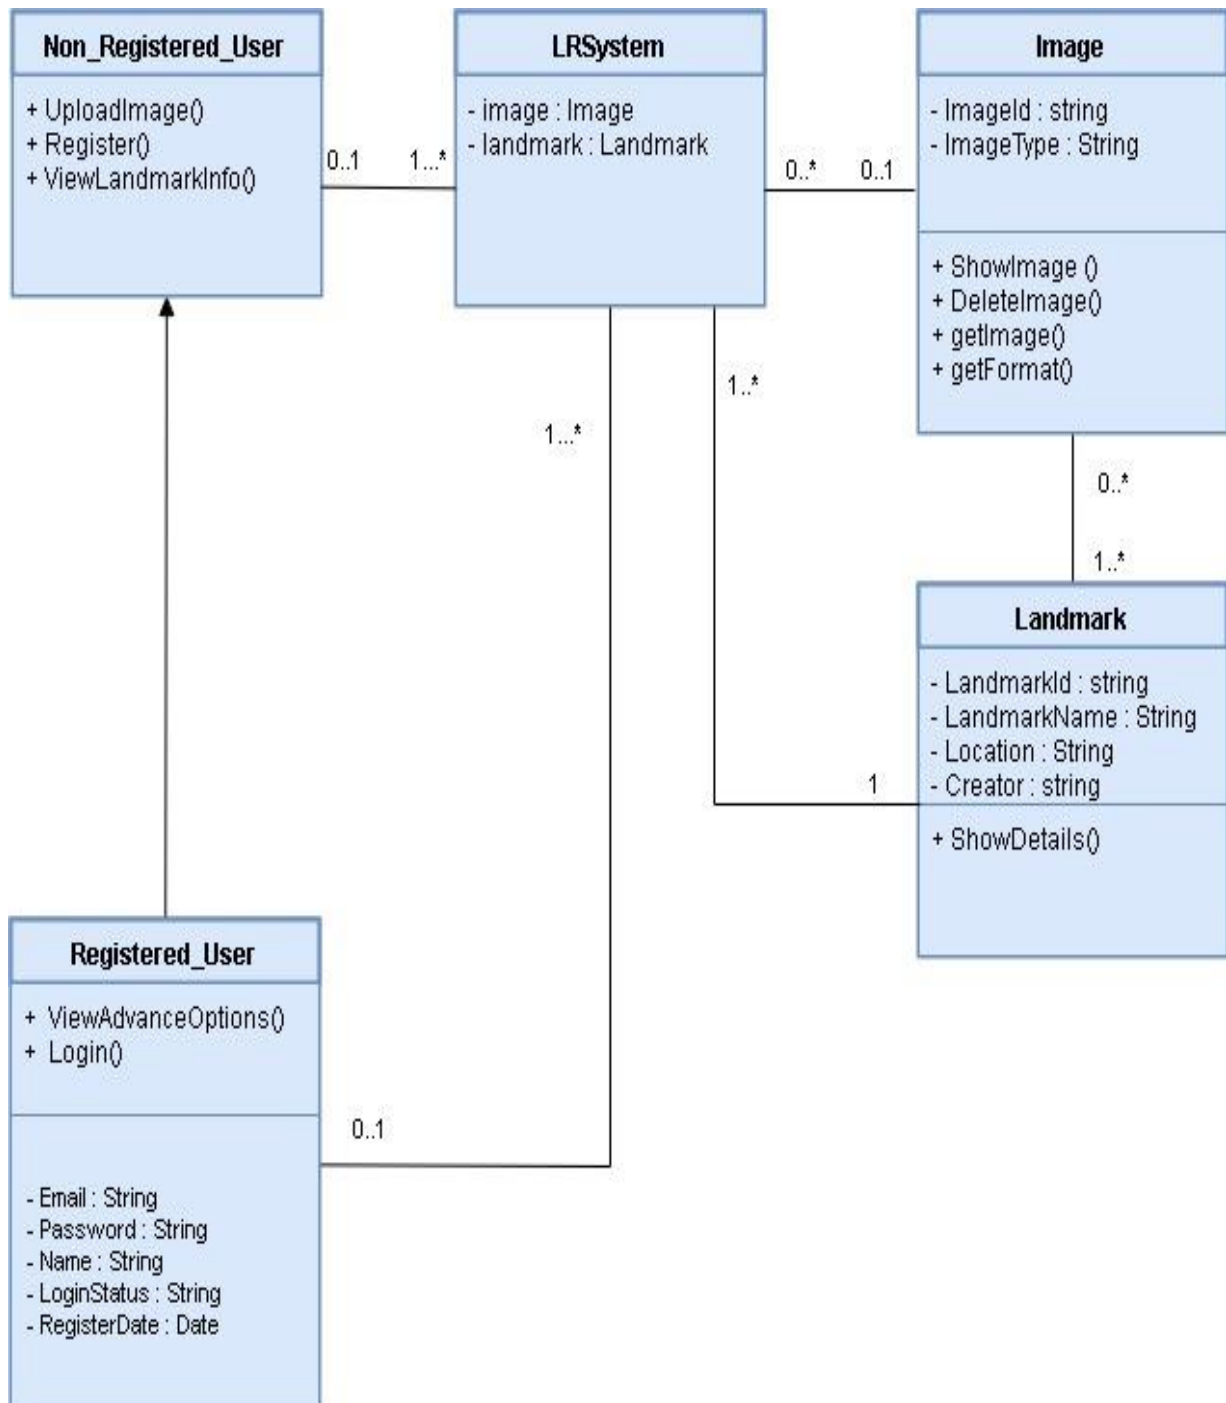 Non_Registered_User
+ UploadImage()
+ Register()
+ ViewLandmarkInfo()
0..1
1...*
LRSystem
- image : Image
- landmark : Landmark
0..*
0..1
Image
- ImageId : string
- ImageType : String
+ ShowImage ()
+ DeleteImage()
+ getImage()
+ getFormat()
1..*
1...*
0..*
1..*
Landmark
- LandmarkId : string
- LandmarkName : String
- Location : String
- Creator : string
+ ShowDetails()
1
Registered_User
+ ViewAdvanceOptions()
+ Login()
0..1
- Email : String
- Password : String
- Name : String
- LoginStatus : String
- RegisterDate : Date